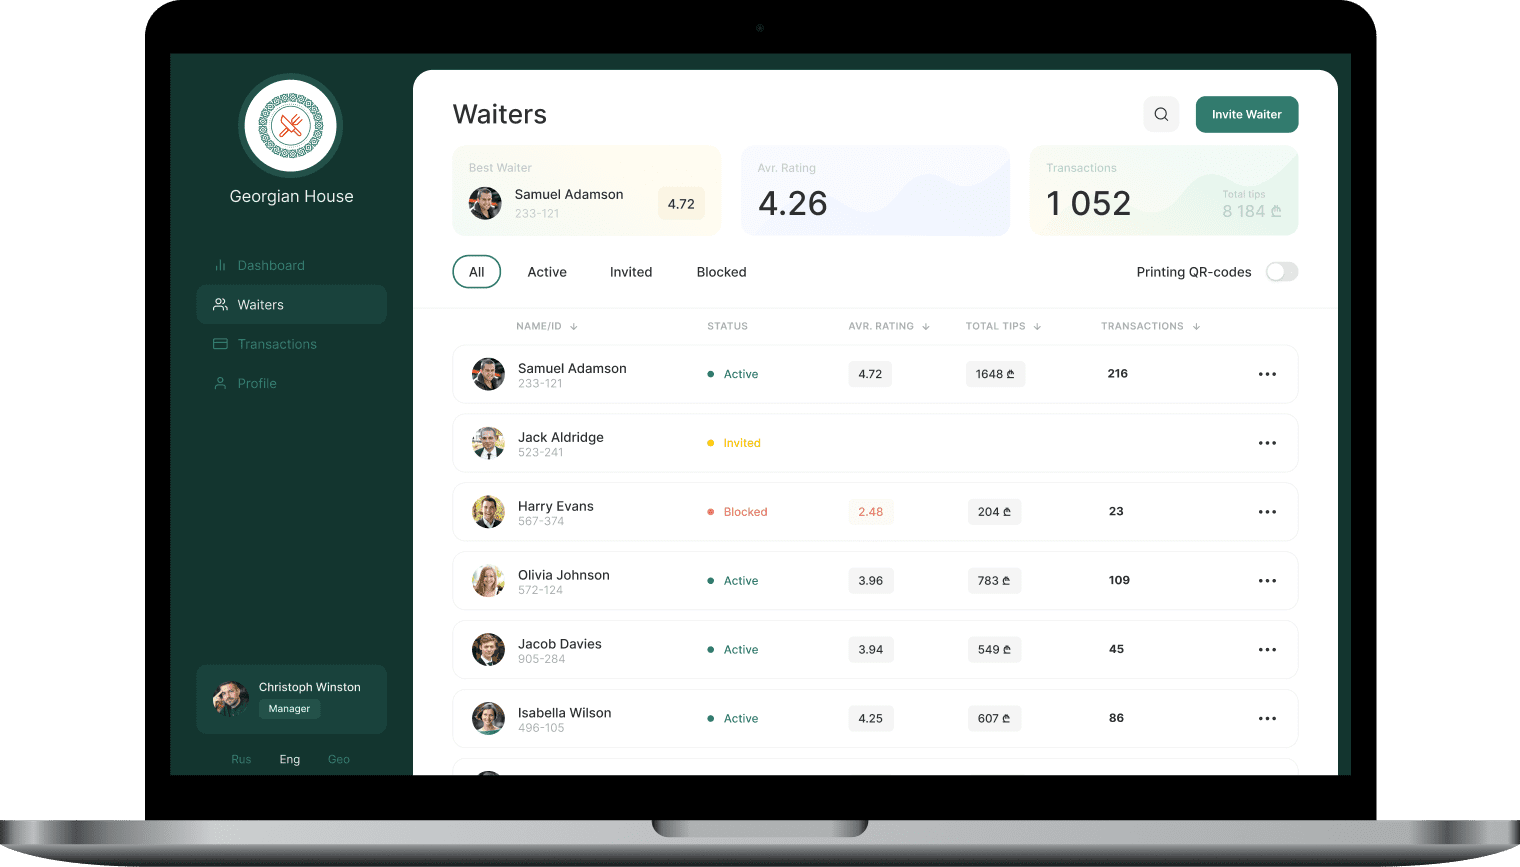 Georgian House
Dashboard
Waiters
Transactions
Profile
Christoph Winston
Manager
Rus Eng Geo
Waiters
Invite Waiter
Best Waiter
Samuel Adamson
233-121
4.72
Avr. Rating
4.26
Transactions
1 052
Total tips
8 184 ₾
All Active Invited Blocked
Printing QR-codes
NAME/ID ↓ STATUS AVR. RATING ↓ TOTAL TIPS ↓ TRANSACTIONS ↓
Samuel Adamson
233-121
Active 4.72 1648 ₾ 216
Jack Aldridge
523-241
Invited
Harry Evans
567-374
Blocked 2.48 204 ₾ 23
Olivia Johnson
572-124
Active 3.96 783 ₾ 109
Jacob Davies
905-284
Active 3.94 549 ₾ 45
Isabella Wilson
496-105
Active 4.25 607 ₾ 86